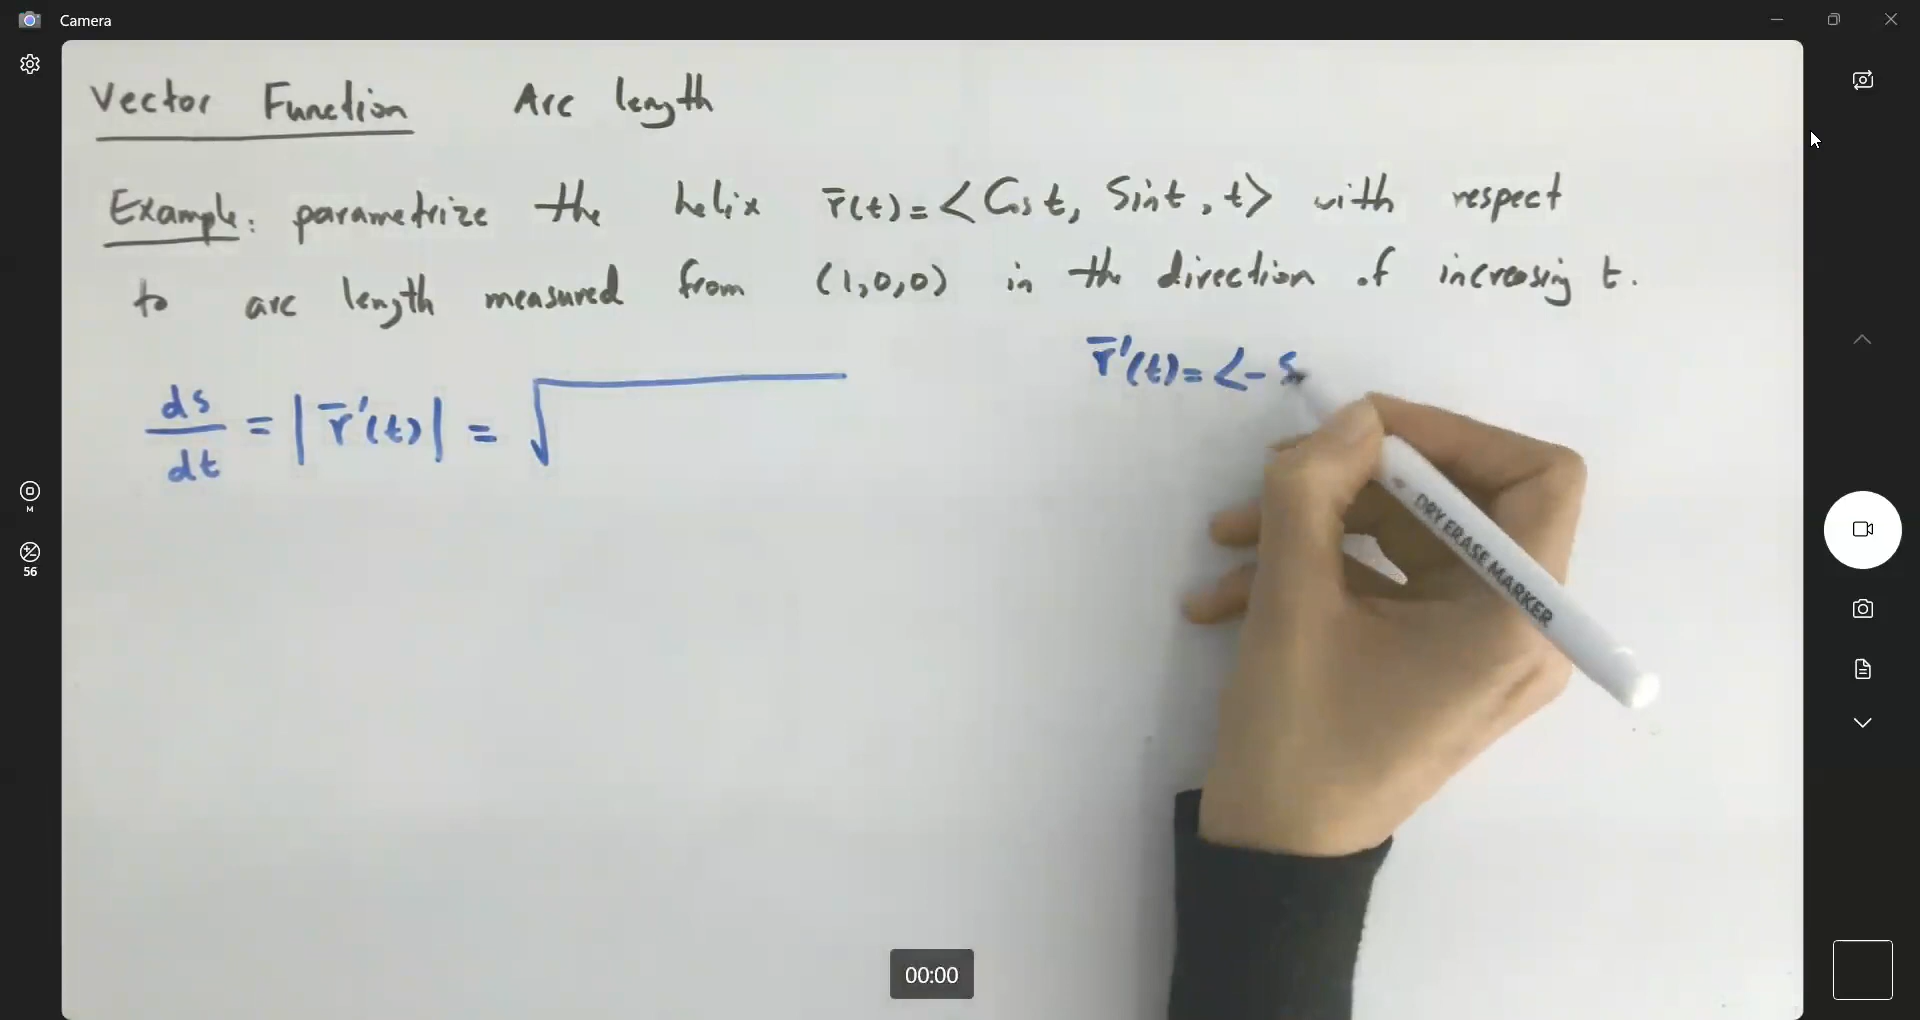 Camera
Vector Function Arc length
Example: parametrize the helix r̄(t) = <Cos t, Sint, t> with respect
to arc length measured from (1,0,0) in the direction of increasing t.
r̄'(t) = <- s
ds/dt = |r̄'(t)| = √
DRY ERASE MARKER
M
56
00:00